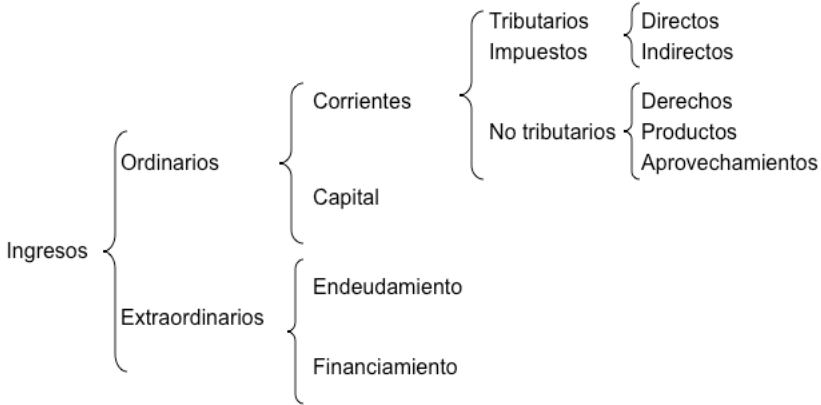 Ingresos
Ordinarios
Corrientes
Tributarios
Impuestos
Directos
Indirectos
No tributarios
Derechos
Productos
Aprovechamientos
Capital
Extraordinarios
Endeudamiento
Financiamiento